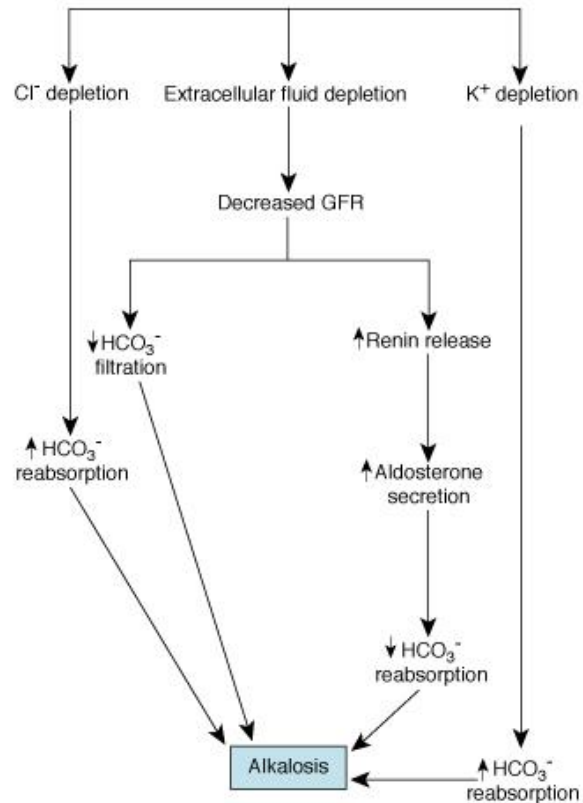 Cl⁻ depletion
Extracellular fluid depletion
K⁺ depletion
Decreased GFR
↓HCO₃⁻
filtration
↑Renin release
↑HCO₃⁻
reabsorption
↑Aldosterone
secretion
↓HCO₃⁻
reabsorption
Alkalosis
↑HCO₃⁻
reabsorption